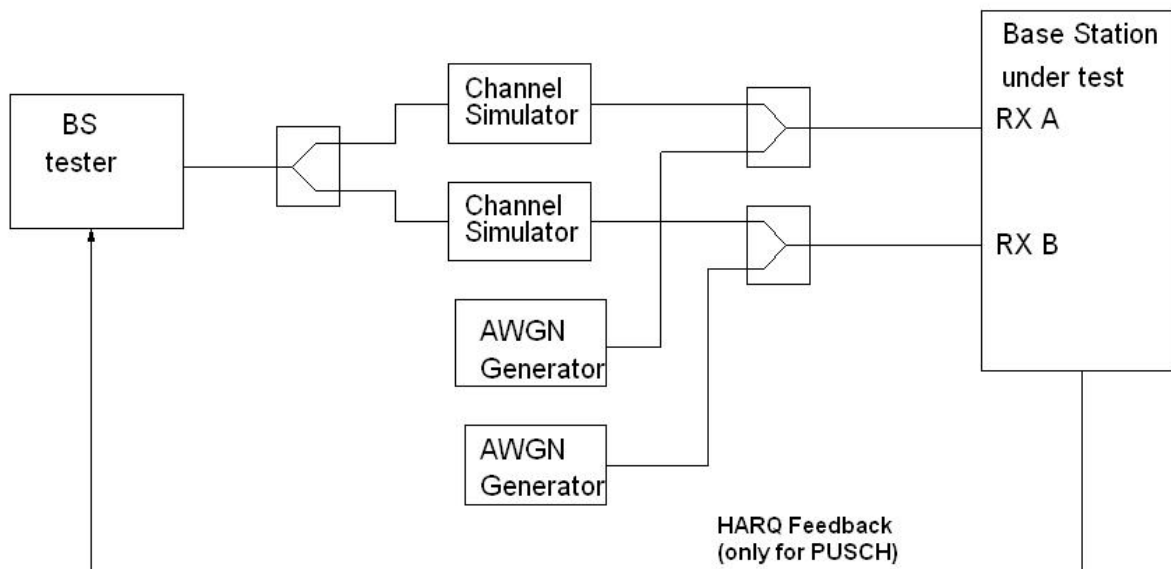 BS
tester
Channel
Simulator
Channel
Simulator
AWGN
Generator
AWGN
Generator
Base Station
under test
RX A
RX B
HARQ Feedback
(only for PUSCH)